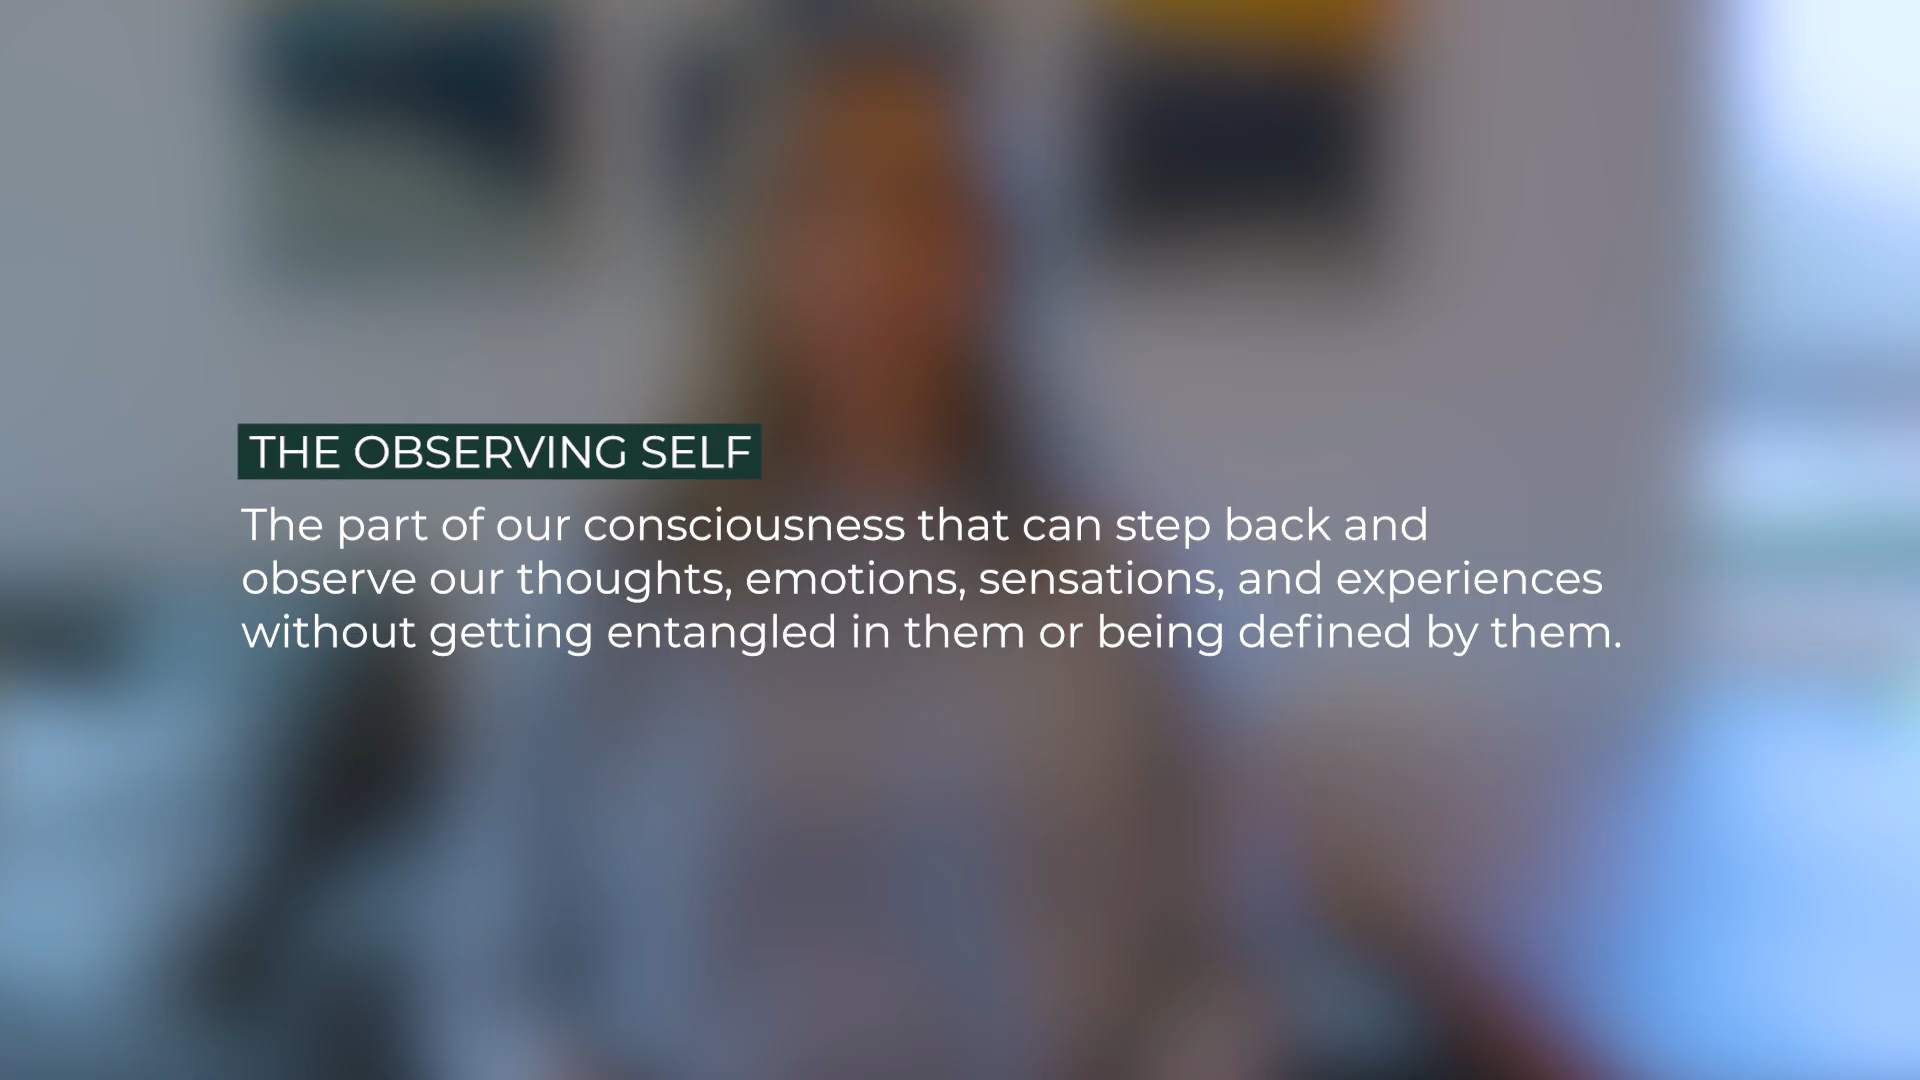 THE OBSERVING SELF
The part of our consciousness that can step back and
observe our thoughts, emotions, sensations, and experiences
without getting entangled in them or being defined by them.